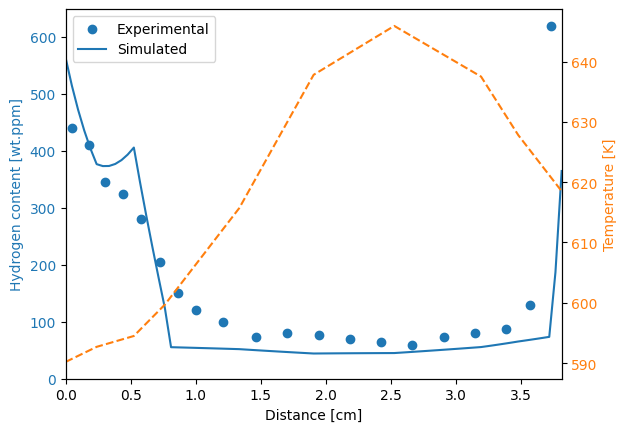 Experimental
Simulated
600
500
400
300
200
100
0
Hydrogen content [wt.ppm]
640
630
620
610
600
590
Temperature [K]
0.0 0.5 1.0 1.5 2.0 2.5 3.0 3.5
Distance [cm]